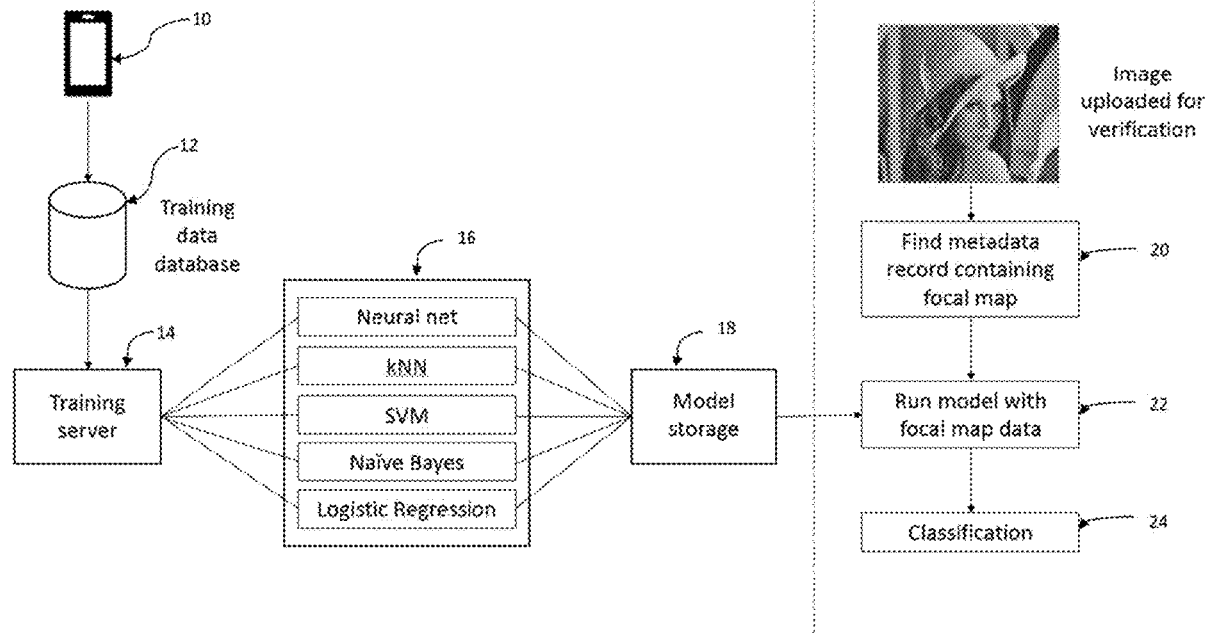 10
12
Training
data
database
14
Training
server
16
Neural net
kNN
SVM
Naïve Bayes
Logistic Regression
18
Model
storage
Image
uploaded for
verification
Find metadata
record containing
focal map
20
Run model with
focal map data
22
Classification
24